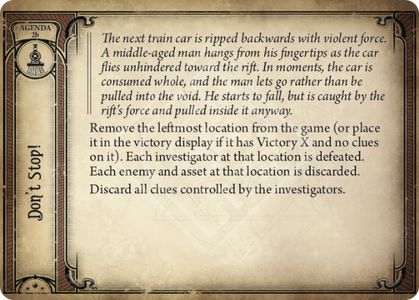 AGENDA
2b
Don't Stop!
The next train car is ripped backwards with violent force.
A middle-aged man hangs from his fingertips as the car
flies unhindered toward the rift. In moments, the car is
consumed whole, and the man lets go rather than be
pulled into the void. He starts to fall, but is caught by the
rift's force and pulled inside it anyway.
Remove the leftmost location from the game (or place
it in the victory display if it has Victory X and no clues
on it). Each investigator at that location is defeated.
Each enemy and asset at that location is discarded.
Discard all clues controlled by the investigators.